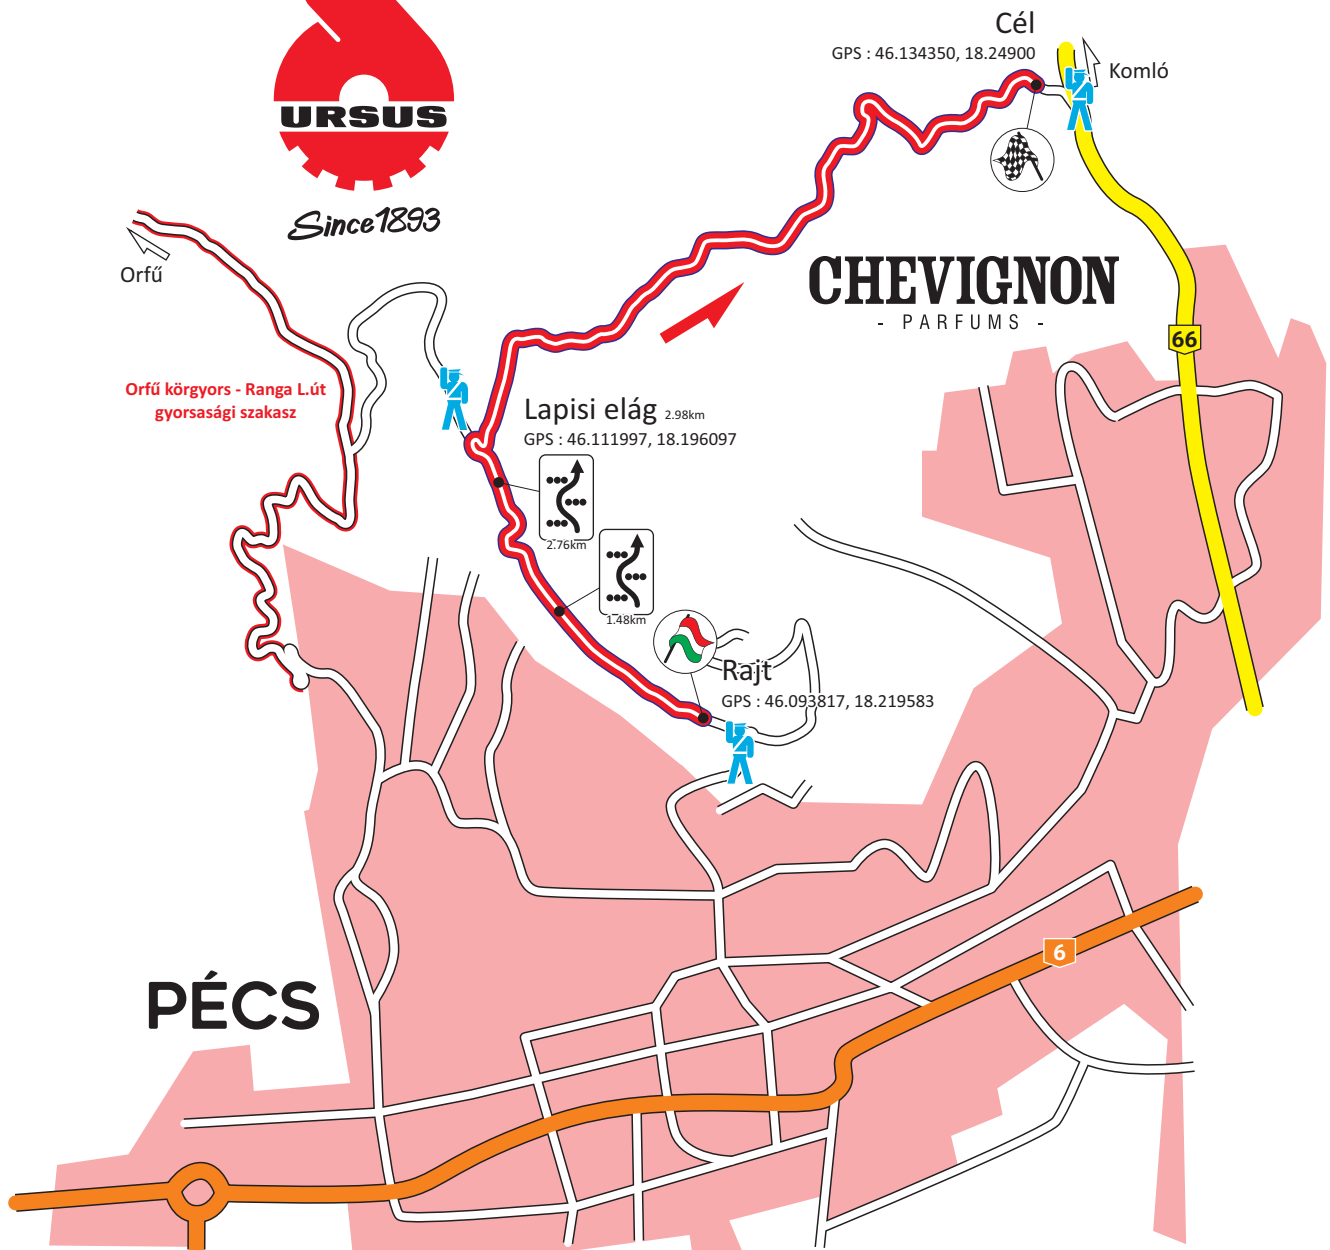 URSUS
Since 1893
Cél
GPS : 46.134350, 18.24900
Komló
Orfű
CHEVIGNON
- PARFUMS -
66
Orfű körgyors - Ranga L.út
gyorsasági szakasz
Lapisi elág 2.98km
GPS : 46.111997, 18.196097
2.76km
1.48km
Rajt
GPS : 46.093817, 18.219583
6
PÉCS